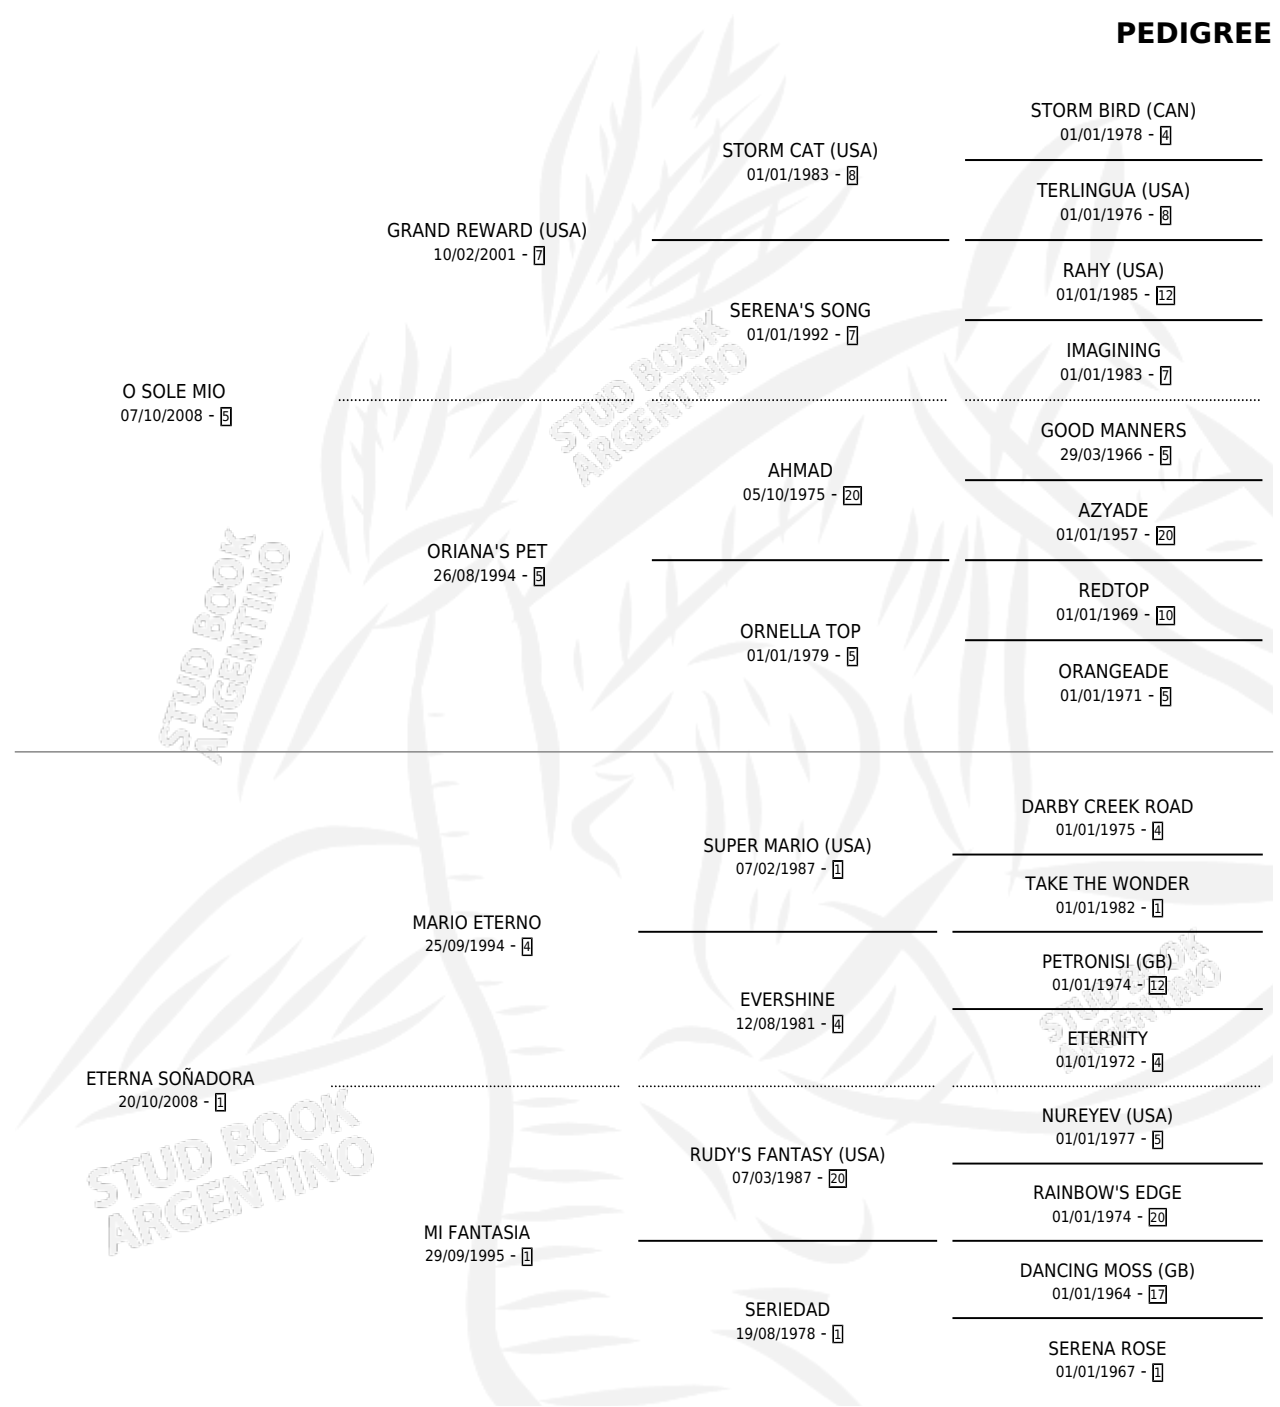 PEDIGREE
STORM BIRD (CAN)
01/01/1978 - 4
STORM CAT (USA)
01/01/1983 - 8
TERLINGUA (USA)
01/01/1976 - 8
GRAND REWARD (USA)
10/02/2001 - 7
RAHY (USA)
01/01/1985 - 12
SERENA'S SONG
01/01/1992 - 7
IMAGINING
01/01/1983 - 7
O SOLE MIO
07/10/2008 - 5
GOOD MANNERS
29/03/1966 - 5
AHMAD
05/10/1975 - 20
AZYADE
01/01/1957 - 20
ORIANA'S PET
26/08/1994 - 5
REDTOP
01/01/1969 - 10
ORNELLA TOP
01/01/1979 - 5
ORANGEADE
01/01/1971 - 5
DARBY CREEK ROAD
01/01/1975 - 4
SUPER MARIO (USA)
07/02/1987 - 1
TAKE THE WONDER
01/01/1982 - 1
MARIO ETERNO
25/09/1994 - 4
PETRONISI (GB)
01/01/1974 - 12
EVERSHINE
12/08/1981 - 4
ETERNITY
01/01/1972 - 4
ETERNA SOÑADORA
20/10/2008 - 1
NUREYEV (USA)
01/01/1977 - 5
RUDY'S FANTASY (USA)
07/03/1987 - 20
RAINBOW'S EDGE
01/01/1974 - 20
MI FANTASIA
29/09/1995 - 1
DANCING MOSS (GB)
01/01/1964 - 17
SERIEDAD
19/08/1978 - 1
SERENA ROSE
01/01/1967 - 1
STUD BOOK
ARGENTINO
STUD BOOK
ARGENTINO
STUD BOOK
ARGENTINO
STUD BOOK
ARGENTINO